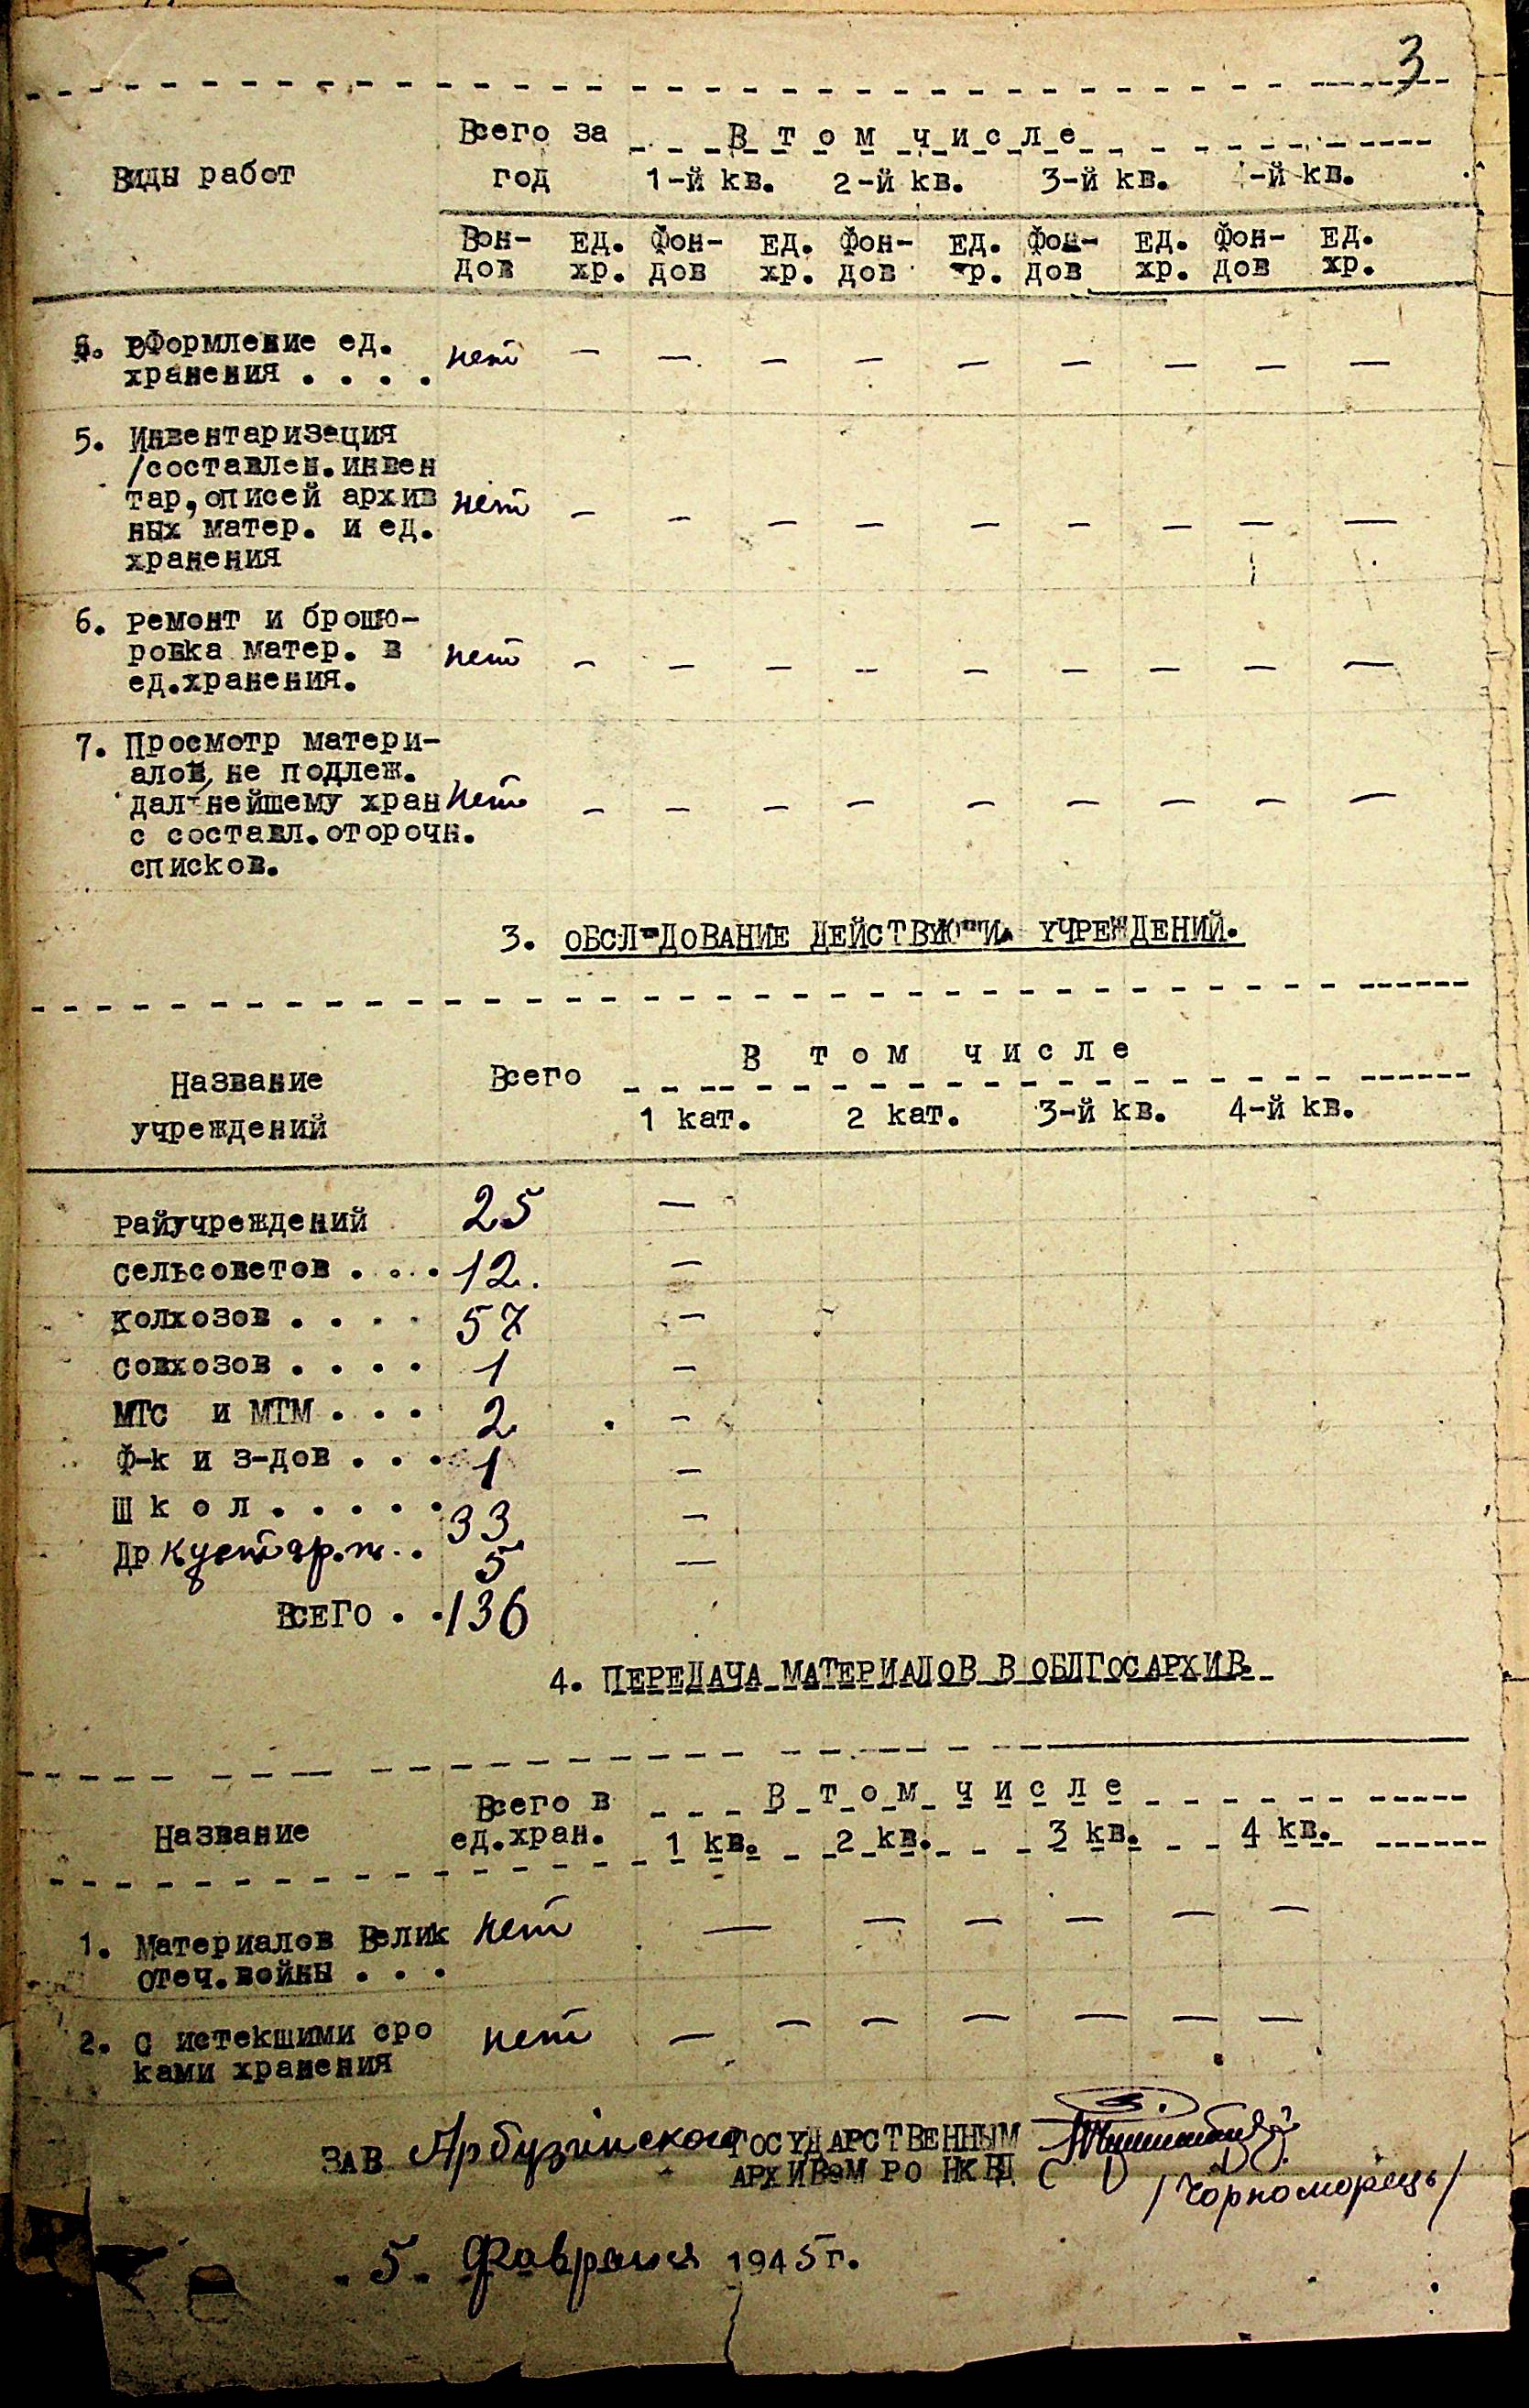 3
Всего за В том числе
Виды работ год 1-й кв. 2-й кв. 3-й кв. -й кв.
Вон- ед. Фон- ед. Фон- ед. Фон- ед. Фон- ед.
дов хр. дов хр. дов хр. дов хр. дов хр.
оформление ед. нет — — — — — — — — —
хранения . . . .
5. Инвентаризеция
/составлен.инвен
тар,описей архив нет — — — — — — — — —
ных матер. и ед.
хранения
6. ремонт и брошю-
ровка матер. в нет — — — — — — — — —
ед.хранения.
7. Просмотр матери-
алов, не подлеж.
дал-нейшему хран нет — — — — — — — — —
с составл.оторочн.
списков.
3. ОБСЛЕДОВАНИЕ ДЕЙСТВУЮЩИХ УЧРЕЖДЕНИЙ.
В том числе
Название Всего
учреждений 1 кат. 2 кат. 3-й кв. 4-й кв.
райучреждений 25 —
сельсоветов . . . . 12. —
колхозов . . . . 57 —
совхозов . . . . 1 —
МТС и МТМ . . . 2 —
Ф-к и з-дов . . . 1 —
Школ . . . . . 33 —
Др Кустар.п. . . 5 —
ВСЕГО . . 136
4. ПЕРЕДАЧА МАТЕРИАЛОВ В ОБЛГОСАРХИВ.
Всего в В том числе
Название ед.хран. 1 кв. 2 кв. 3 кв. 4 кв.
1. Материалов Велик нет — — — — — —
отеч.войны . . .
2. С истекшими сро нет — — — — — — —
ками хранения
ЗАВ Арбузинского ГОСУДАРСТВЕННЫМ
АРХИВОМ РО НКВД
/Чорноморець/
. 5. Февраля 1945г.